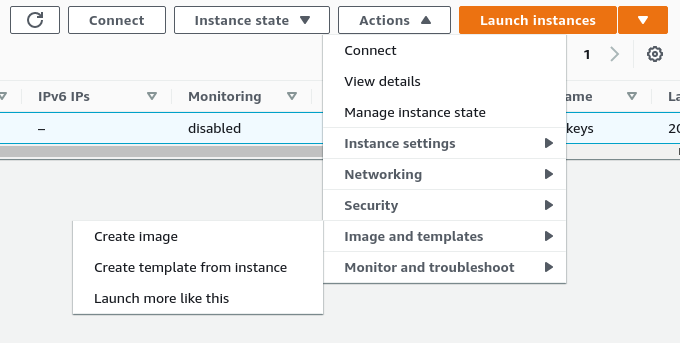 Connect
Instance state
Actions
Launch instances
Connect
1
View details
IPv6 IPs
Monitoring
ame
La
Manage instance state
–
disabled
keys
20
Instance settings
Networking
Security
Create image
Image and templates
Create template from instance
Monitor and troubleshoot
Launch more like this